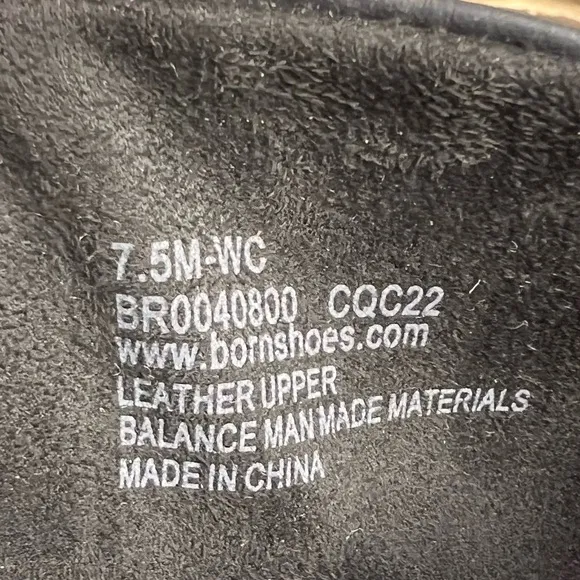 7.5M-WC
BR0040800 CQC22
www.bornshoes.com
LEATHER UPPER
BALANCE MAN MADE MATERIALS
MADE IN CHINA